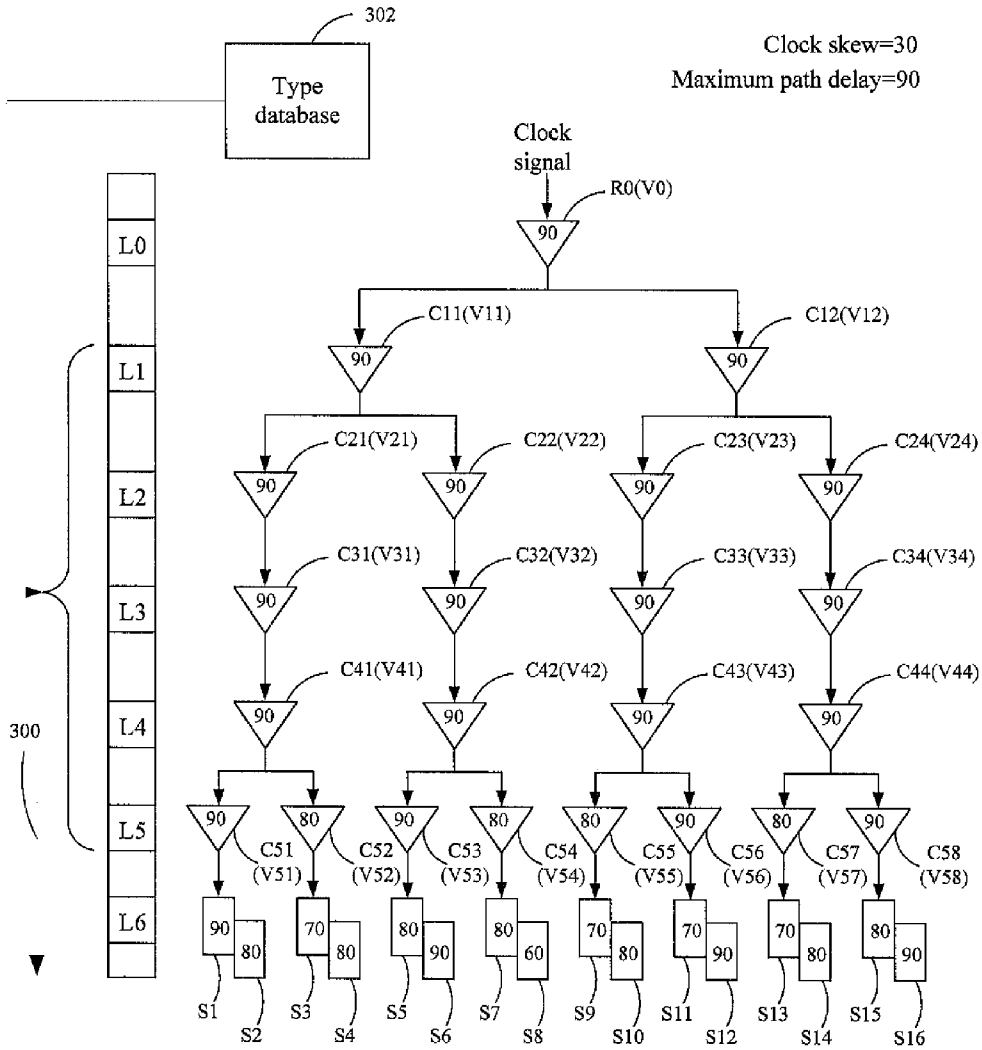 302
Type
database
Clock skew=30
Maximum path delay=90
Clock
signal
R0(V0)
L0
90
C11(V11)
C12(V12)
L1
90
90
C21(V21)
C22(V22)
C23(V23)
C24(V24)
L2
90
90
90
90
C31(V31)
C32(V32)
C33(V33)
C34(V34)
L3
90
90
90
90
C41(V41)
C42(V42)
C43(V43)
C44(V44)
L4
90
90
90
90
300
L5
90
80
90
80
80
90
80
90
C51
(V51)
C52
(V52)
C53
(V53)
C54
(V54)
C55
(V55)
C56
(V56)
C57
(V57)
C58
(V58)
L6
90
80
70
80
80
90
80
60
70
80
70
90
70
80
80
90
S1
S2
S3
S4
S5
S6
S7
S8
S9
S10
S11
S12
S13
S14
S15
S16